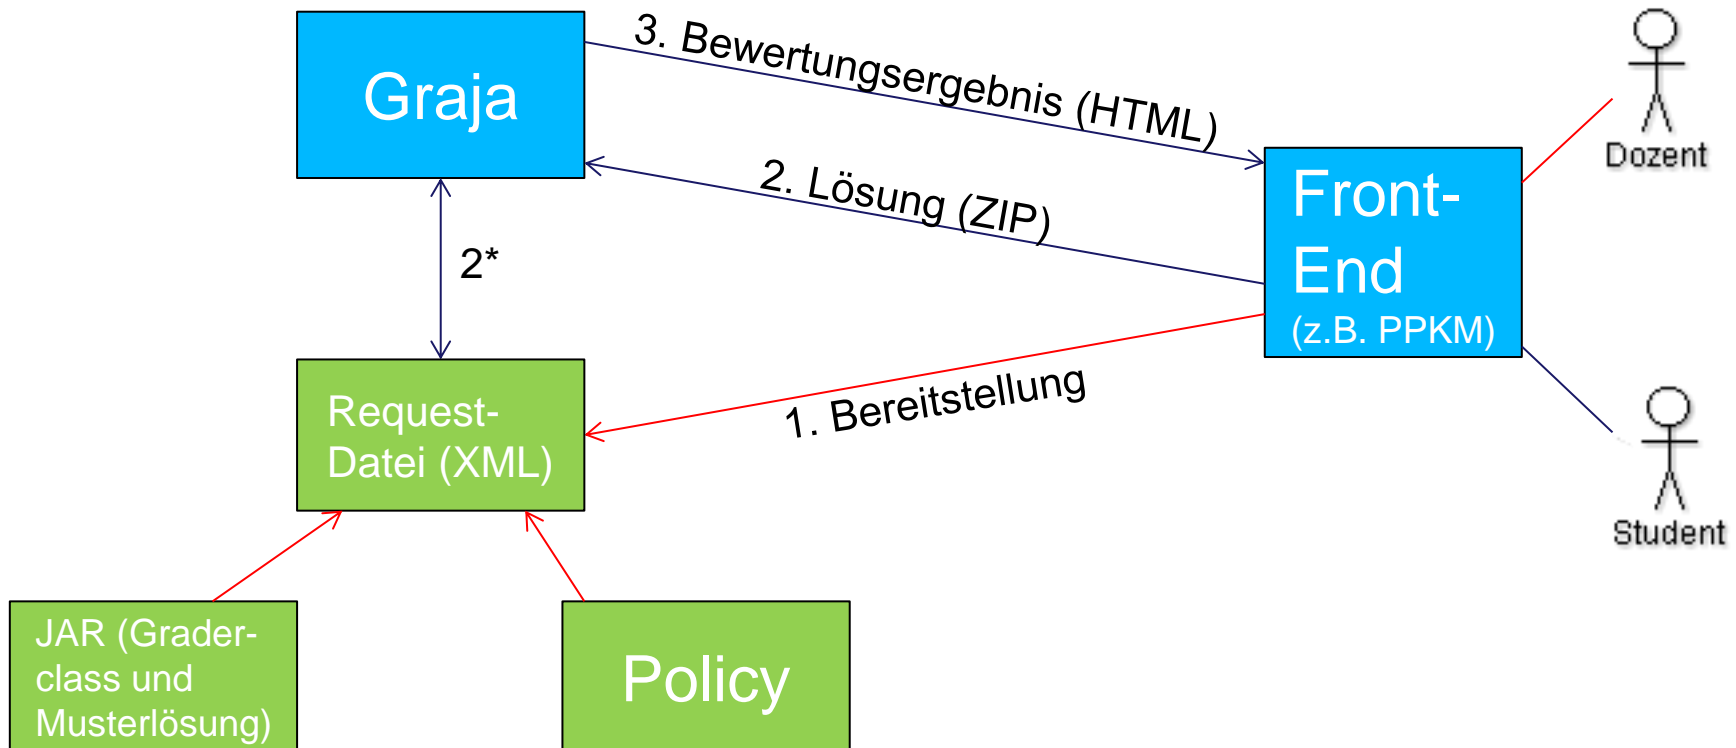 3. Bewertungsergebnis (HTML)
Graja
Dozent
2. Lösung (ZIP)
Front-
End
(z.B. PPKM)
2*
1. Bereitstellung
Request-
Datei (XML)
Student
JAR (Grader-
class und
Musterlösung)
Policy